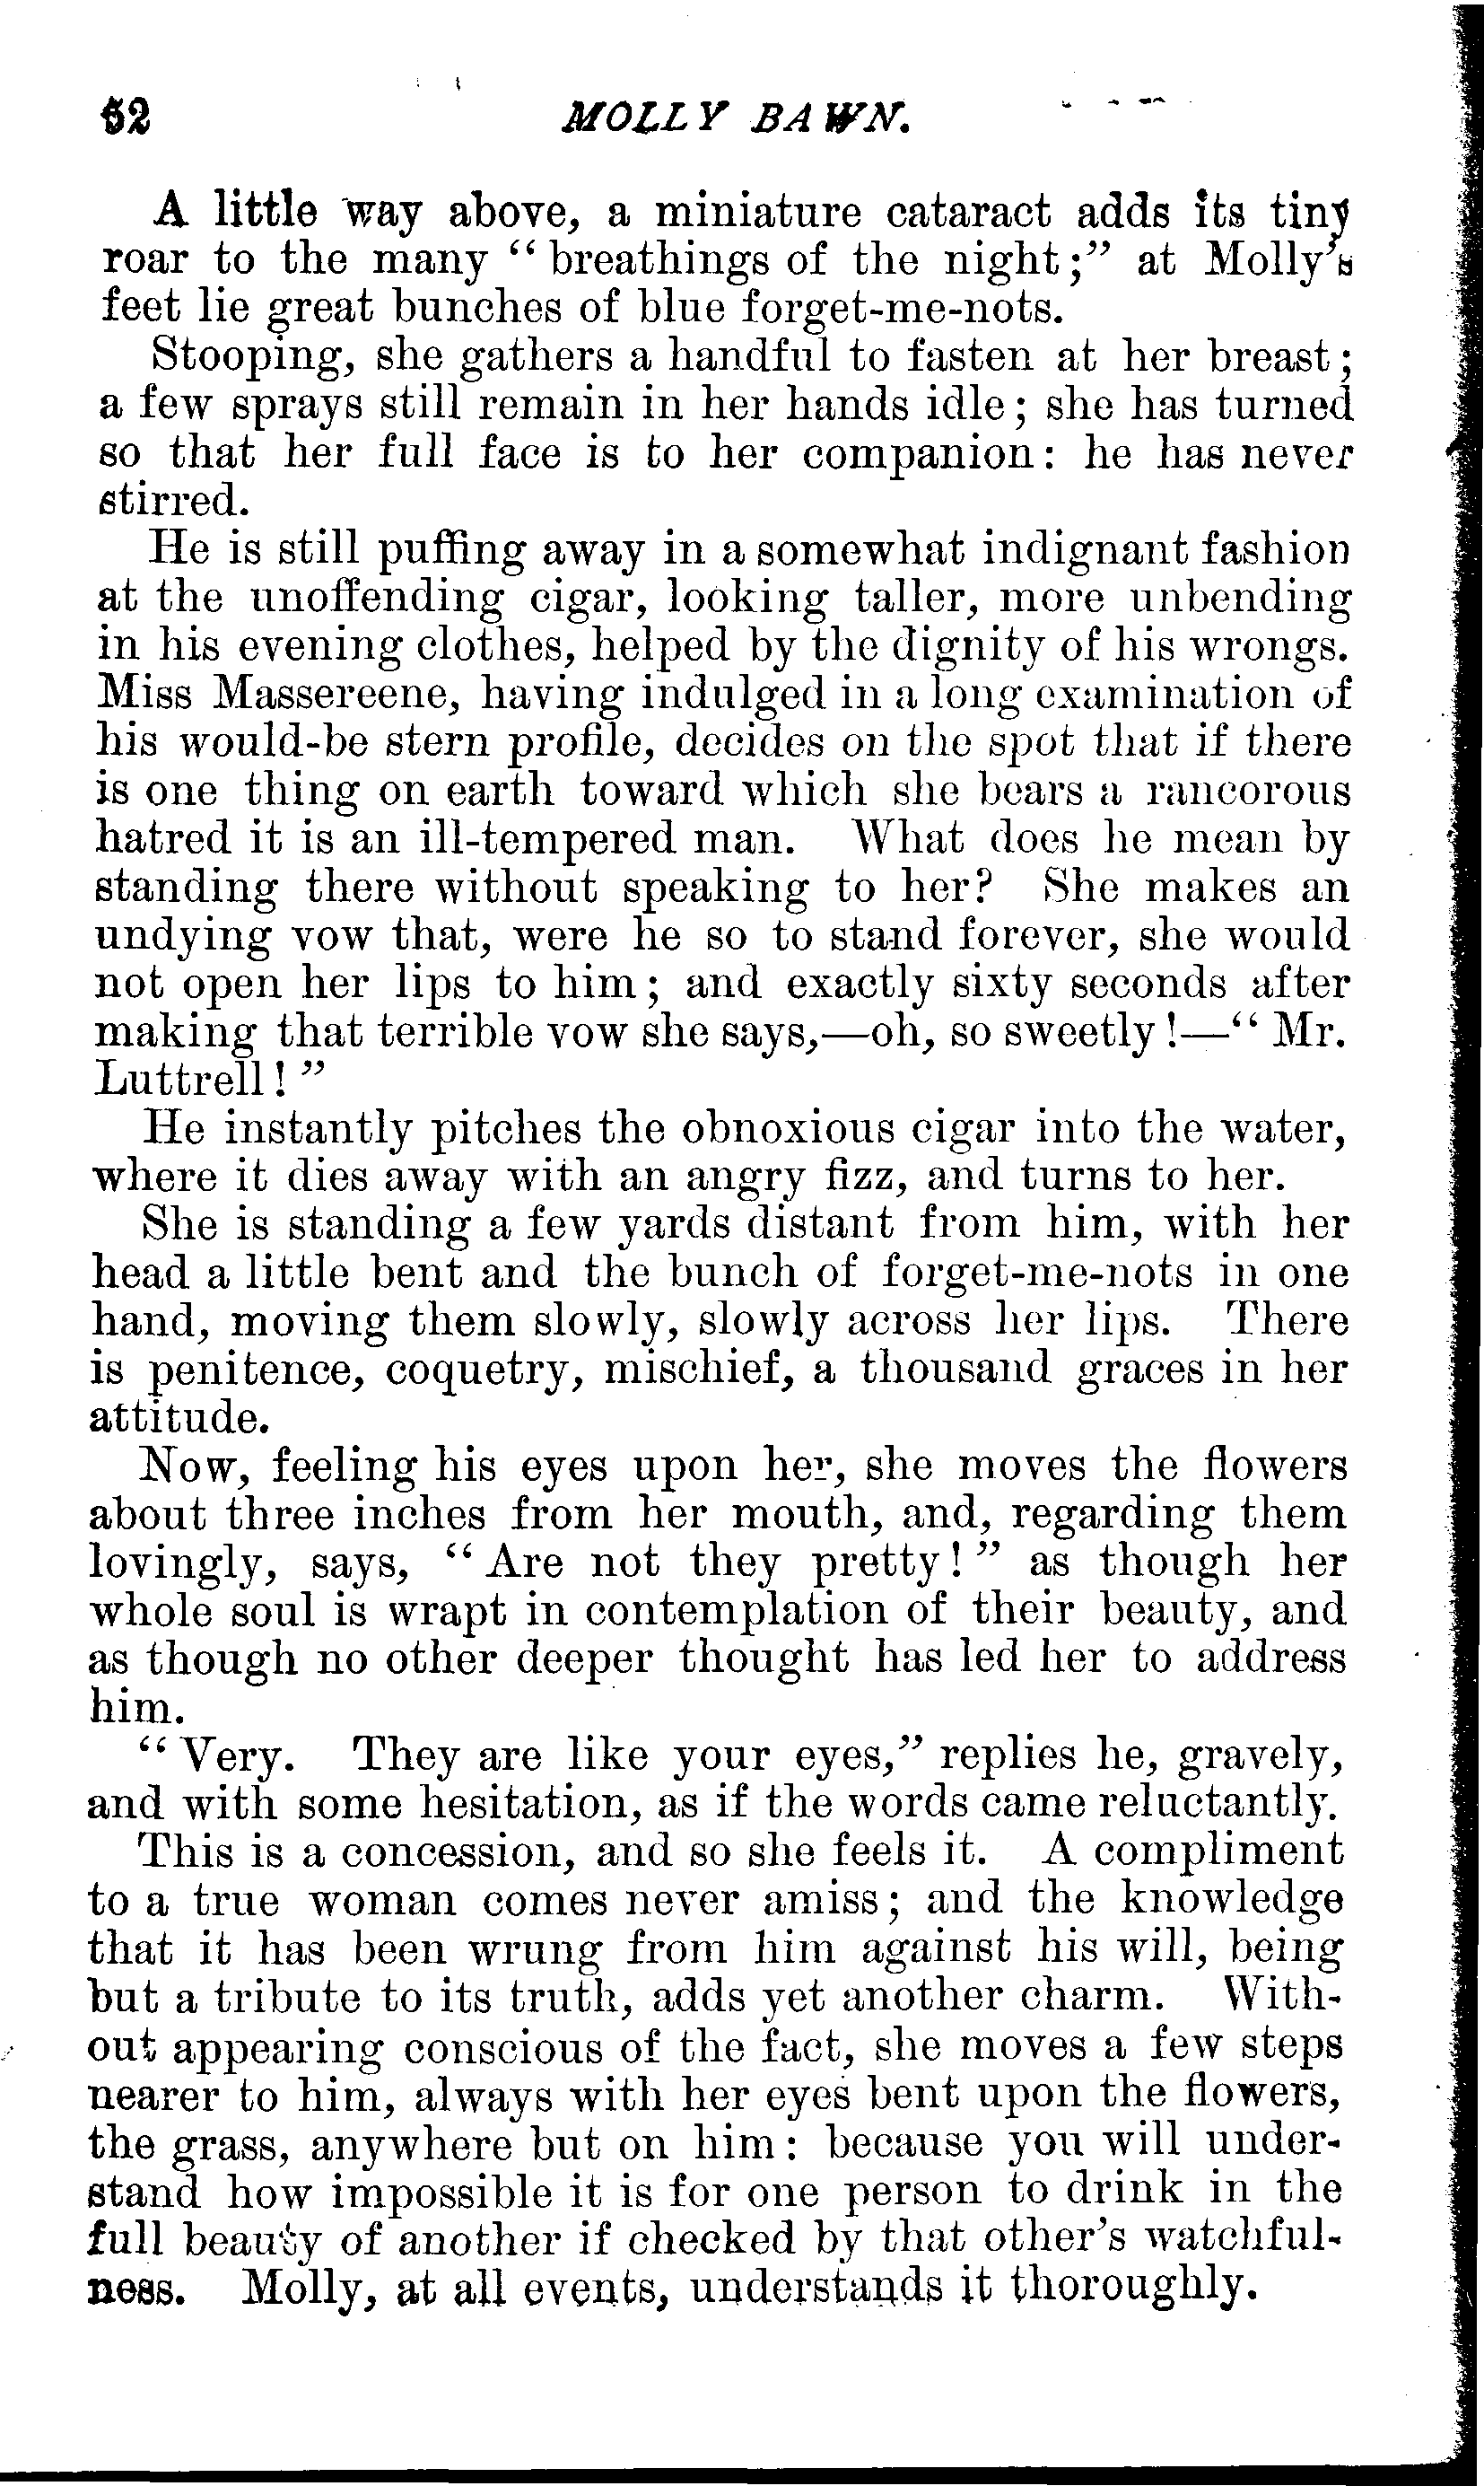 52 MOLLY BAWN.
A little way above, a miniature cataract adds its tiny
roar to the many "breathings of the night;" at Molly's
feet lie great bunches of blue forget-me-nots.
Stooping, she gathers a handful to fasten at her breast;
a few sprays still remain in her hands idle; she has turned
so that her full face is to her companion: he has never
stirred.
He is still puffing away in a somewhat indignant fashion
at the unoffending cigar, looking taller, more unbending
in his evening clothes, helped by the dignity of his wrongs.
Miss Massereene, having indulged in a long examination of
his would-be stern profile, decides on the spot that if there
is one thing on earth toward which she bears a rancorous
hatred it is an ill-tempered man. What does he mean by
standing there without speaking to her? She makes an
undying vow that, were he so to stand forever, she would
not open her lips to him; and exactly sixty seconds after
making that terrible vow she says,—oh, so sweetly!—"Mr.
Luttrell!"
He instantly pitches the obnoxious cigar into the water,
where it dies away with an angry fizz, and turns to her.
She is standing a few yards distant from him, with her
head a little bent and the bunch of forget-me-nots in one
hand, moving them slowly, slowly across her lips. There
is penitence, coquetry, mischief, a thousand graces in her
attitude.
Now, feeling his eyes upon her, she moves the flowers
about three inches from her mouth, and, regarding them
lovingly, says, "Are not they pretty!" as though her
whole soul is wrapt in contemplation of their beauty, and
as though no other deeper thought has led her to address
him.
"Very. They are like your eyes," replies he, gravely,
and with some hesitation, as if the words came reluctantly.
This is a concession, and so she feels it. A compliment
to a true woman comes never amiss; and the knowledge
that it has been wrung from him against his will, being
but a tribute to its truth, adds yet another charm. With-
out appearing conscious of the fact, she moves a few steps
nearer to him, always with her eyes bent upon the flowers,
the grass, anywhere but on him: because you will under-
stand how impossible it is for one person to drink in the
full beauty of another if checked by that other's watchful-
ness. Molly, at all events, understands it thoroughly.